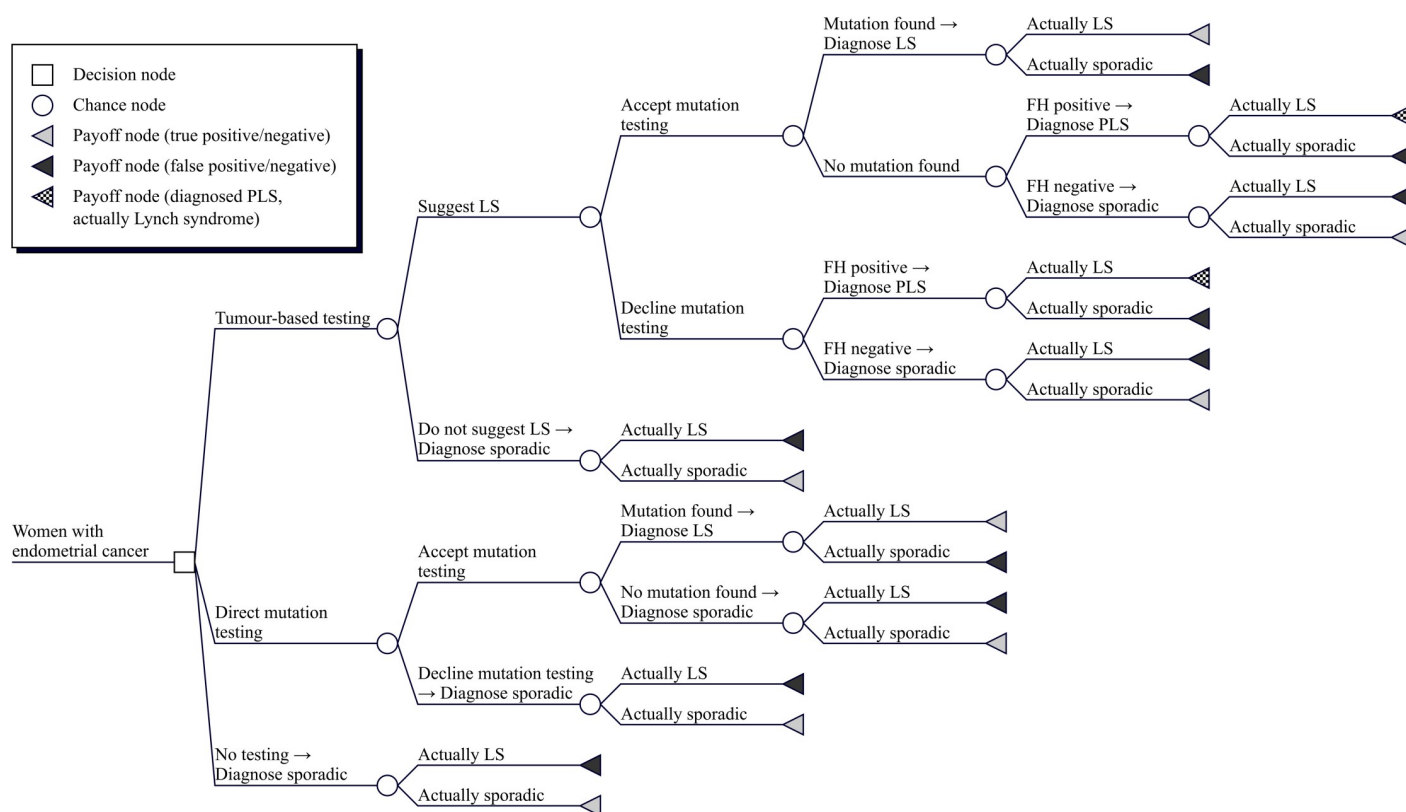 Decision node
Chance node
Payoff node (true positive/negative)
Payoff node (false positive/negative)
Payoff node (diagnosed PLS,
actually Lynch syndrome)
Women with
endometrial cancer
Tumour-based testing
Suggest LS
Accept mutation
testing
Mutation found →
Diagnose LS
Actually LS
Actually sporadic
No mutation found
FH positive →
Diagnose PLS
Actually LS
Actually sporadic
FH negative →
Diagnose sporadic
Actually LS
Actually sporadic
Decline mutation
testing
FH positive →
Diagnose PLS
Actually LS
Actually sporadic
FH negative →
Diagnose sporadic
Actually LS
Actually sporadic
Do not suggest LS →
Diagnose sporadic
Actually LS
Actually sporadic
Direct mutation
testing
Accept mutation
testing
Mutation found →
Diagnose LS
Actually LS
Actually sporadic
No mutation found →
Diagnose sporadic
Actually LS
Actually sporadic
Decline mutation testing
→ Diagnose sporadic
Actually LS
Actually sporadic
No testing →
Diagnose sporadic
Actually LS
Actually sporadic